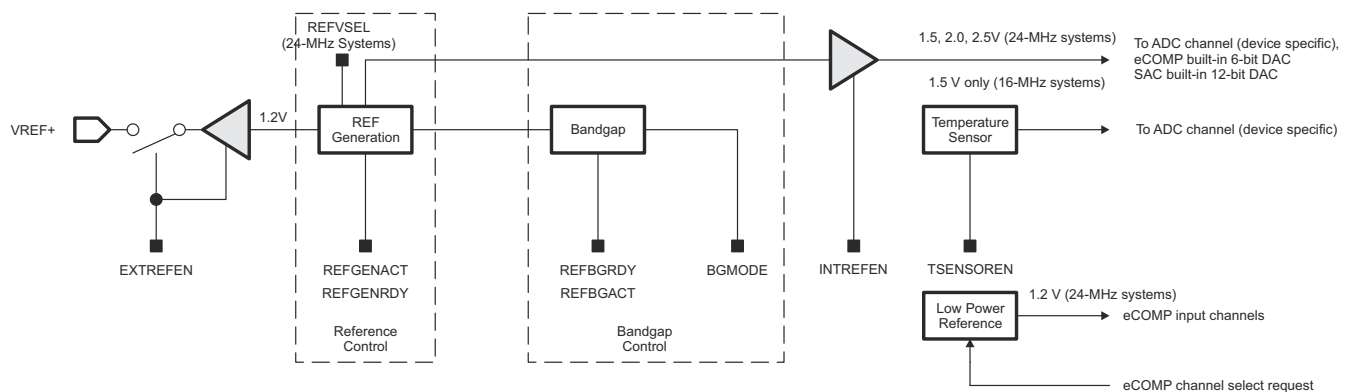 REFVSEL
(24-MHz Systems)
1.5, 2.0, 2.5V (24-MHz systems)
To ADC channel (device specific),
eCOMP built-in 6-bit DAC
SAC built-in 12-bit DAC
1.5 V only (16-MHz systems)
VREF+
1.2V
REF
Generation
Bandgap
Temperature
Sensor
To ADC channel (device specific)
EXTREFEN
REFGENACT
REFGENRDY
REFBGRDY
REFBGACT
BGMODE
INTREFEN
TSENSOREN
Reference
Control
Bandgap
Control
1.2 V (24-MHz systems)
Low Power
Reference
eCOMP input channels
eCOMP channel select request